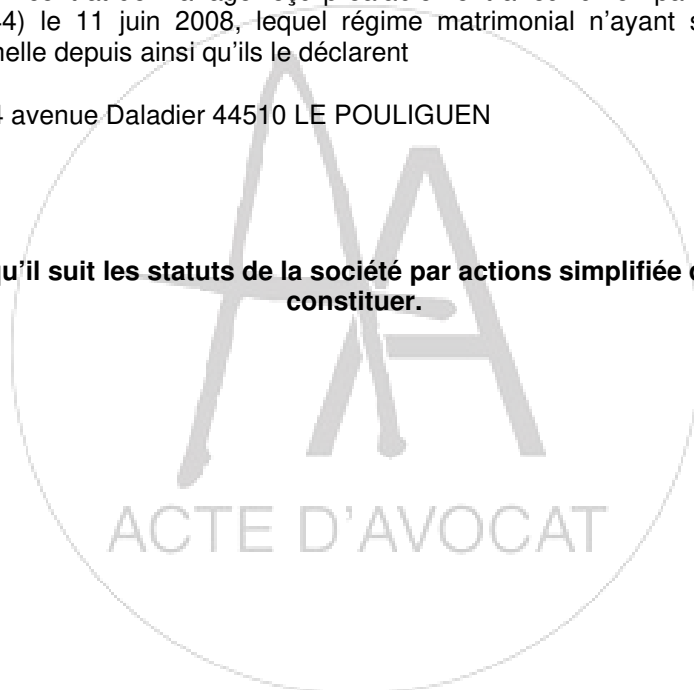 4) le 11 juin 2008, lequel régime matrimonial n'ayant s
nelle depuis ainsi qu'ils le déclarent
avenue Daladier 44510 LE POULIGUEN
u'il suit les statuts de la société par actions simplifiée
constituer.
ACTE D'AVOCAT